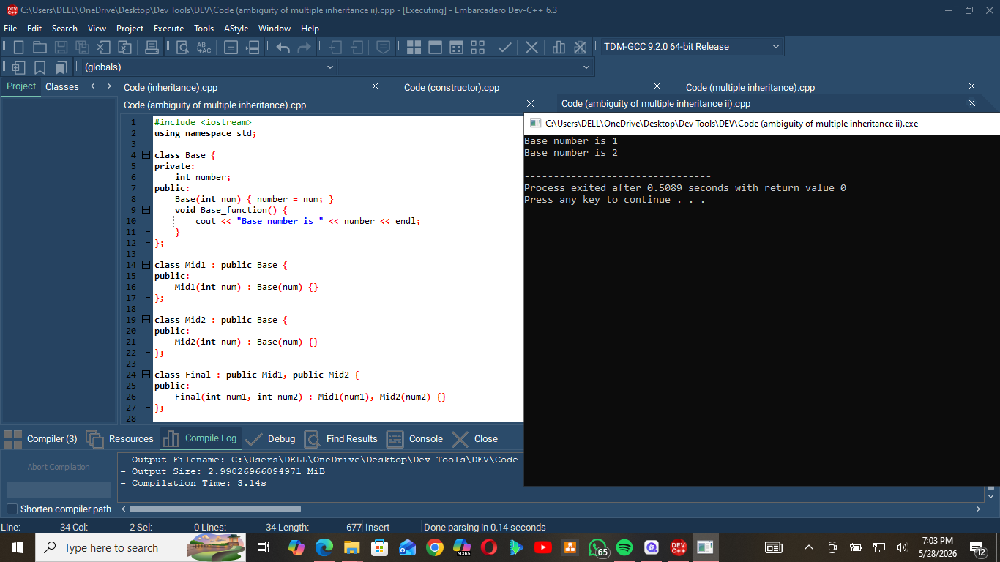 C:\Users\DELL\OneDrive\Desktop\Dev Tools\DEV\Code (ambiguity of multiple inheritance ii).cpp - [Executing] - Embarcadero Dev-C++ 6.3
File Edit Search View Project Execute Tools AStyle Window Help
TDM-GCC 9.2.0 64-bit Release
(globals)
Project Classes
Code (inheritance).cpp Code (constructor).cpp Code (multiple inheritance).cpp
Code (ambiguity of multiple inheritance).cpp Code (ambiguity of multiple inheritance ii).cpp
1 #include <iostream>
2 using namespace std;
3
4 class Base {
5 private:
6 int number;
7 public:
8 Base(int num) { number = num; }
9 void Base_function() {
10 cout << "Base number is " << number << endl;
11 }
12 };
13
14 class Mid1 : public Base {
15 public:
16 Mid1(int num) : Base(num) {}
17 };
18
19 class Mid2 : public Base {
20 public:
21 Mid2(int num) : Base(num) {}
22 };
23
24 class Final : public Mid1, public Mid2 {
25 public:
26 Final(int num1, int num2) : Mid1(num1), Mid2(num2) {}
27 };
28
C:\Users\DELL\OneDrive\Desktop\Dev Tools\DEV\Code (ambiguity of multiple inheritance ii).exe
Base number is 1
Base number is 2
--------------------------------
Process exited after 0.5089 seconds with return value 0
Press any key to continue . . .
Compiler (3) Resources Compile Log Debug Find Results Console Close
Abort Compilation
Shorten compiler path
- Output Filename: C:\Users\DELL\OneDrive\Desktop\Dev Tools\DEV\Code
- Output Size: 2.99026966094971 MiB
- Compilation Time: 3.14s
Line: 34 Col: 2 Sel: 0 Lines: 34 Length: 677 Insert Done parsing in 0.14 seconds
Type here to search
M365
65
DEV C++
7:03 PM
5/28/2026
12